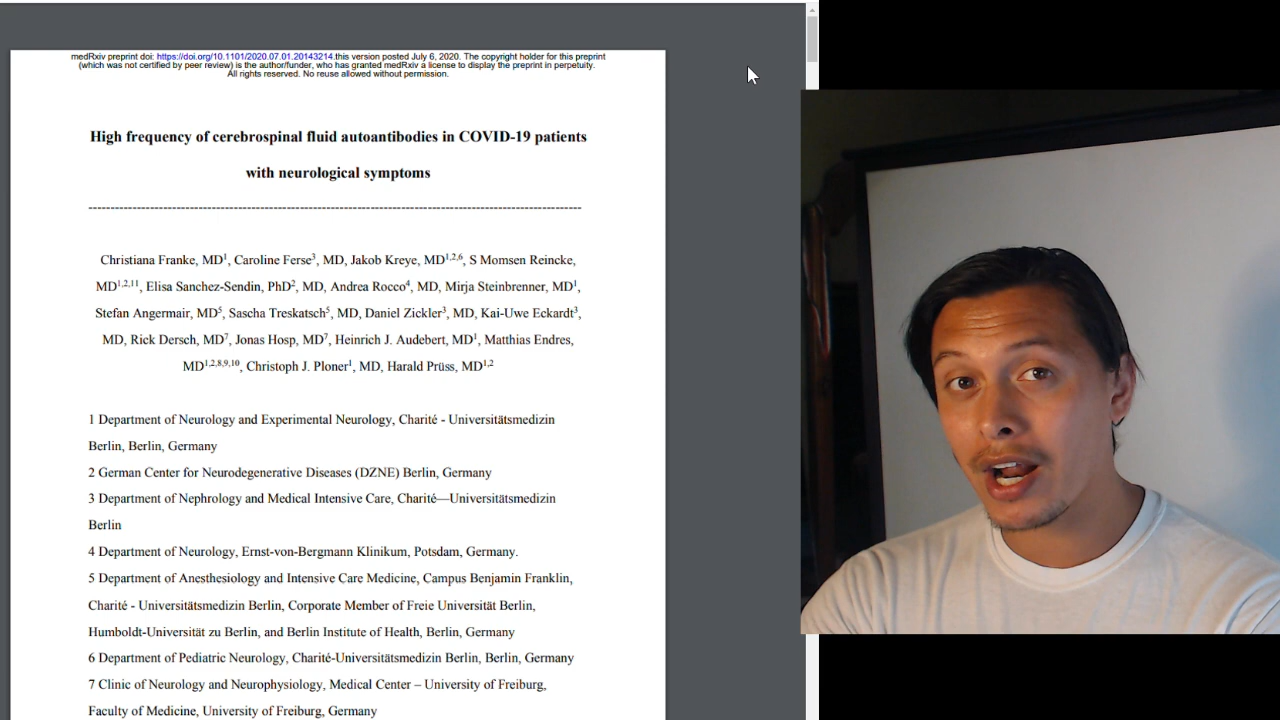 medRxiv preprint doi: https://doi.org/10.1101/2020.07.01.20143214.this version posted July 6, 2020. The copyright holder for this preprint
(which was not certified by peer review) is the author/funder, who has granted medRxiv a license to display the preprint in perpetuity.
All rights reserved. No reuse allowed without permission.
High frequency of cerebrospinal fluid autoantibodies in COVID-19 patients
with neurological symptoms
Christiana Franke, MD1, Caroline Ferse3, MD, Jakob Kreye, MD1,2,6, S Momsen Reincke,
MD1,2,11, Elisa Sanchez-Sendin, PhD2, MD, Andrea Rocco4, MD, Mirja Steinbrenner, MD1,
Stefan Angermair, MD5, Sascha Treskatsch5, MD, Daniel Zickler3, MD, Kai-Uwe Eckardt3,
MD, Rick Dersch, MD7, Jonas Hosp, MD7, Heinrich J. Audebert, MD1, Matthias Endres,
MD1,2,8,9,10, Christoph J. Ploner1, MD, Harald Prüss, MD1,2
1 Department of Neurology and Experimental Neurology, Charité - Universitätsmedizin
Berlin, Berlin, Germany
2 German Center for Neurodegenerative Diseases (DZNE) Berlin, Germany
3 Department of Nephrology and Medical Intensive Care, Charité—Universitätsmedizin
Berlin
4 Department of Neurology, Ernst-von-Bergmann Klinikum, Potsdam, Germany.
5 Department of Anesthesiology and Intensive Care Medicine, Campus Benjamin Franklin,
Charité - Universitätsmedizin Berlin, Corporate Member of Freie Universität Berlin,
Humboldt-Universität zu Berlin, and Berlin Institute of Health, Berlin, Germany
6 Department of Pediatric Neurology, Charité-Universitätsmedizin Berlin, Berlin, Germany
7 Clinic of Neurology and Neurophysiology, Medical Center – University of Freiburg,
Faculty of Medicine, University of Freiburg, Germany